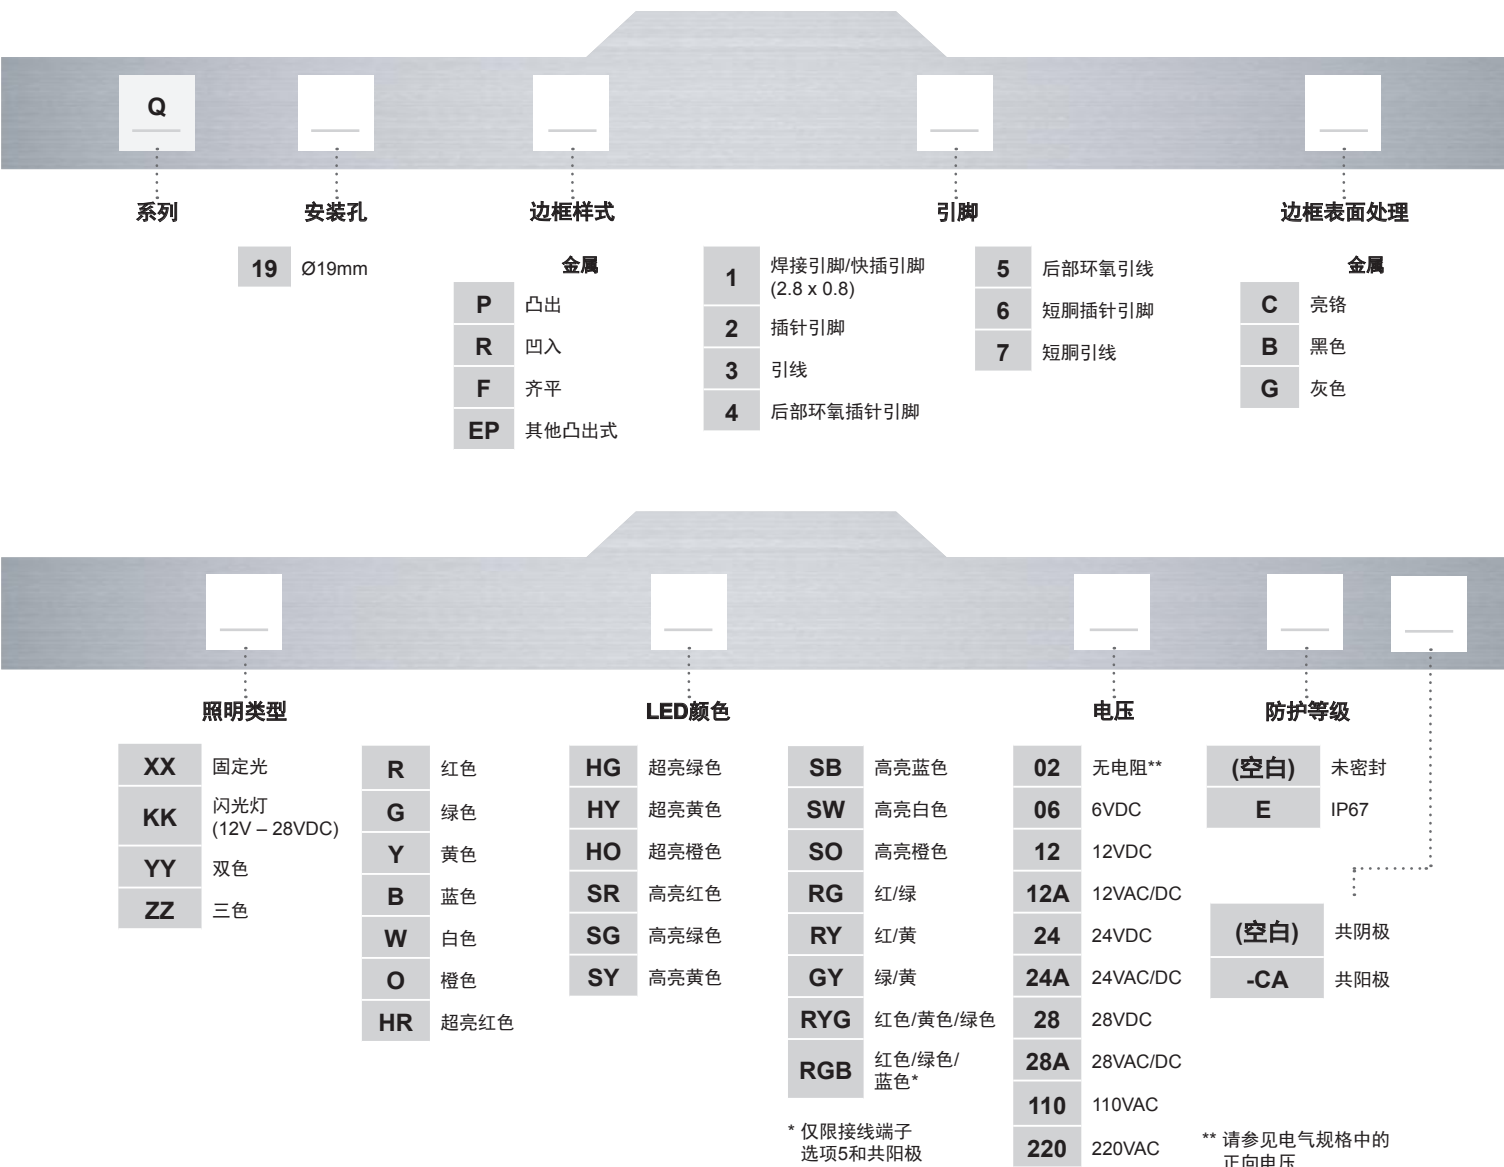 Q
系列
安装孔
边框样式
引脚
边框表面处理
19 Ø19mm
金属
P 凸出
R 凹入
F 齐平
EP 其他凸出式
1 焊接引脚/快插引脚
(2.8 x 0.8)
2 插针引脚
3 引线
4 后部环氧插针引脚
5 后部环氧引线
6 短胴插针引脚
7 短胴引线
金属
C 亮铬
B 黑色
G 灰色
照明类型
LED颜色
电压
防护等级
XX 固定光
KK 闪光灯
(12V – 28VDC)
YY 双色
ZZ 三色
R 红色
G 绿色
Y 黄色
B 蓝色
W 白色
O 橙色
HR 超亮红色
HG 超亮绿色
HY 超亮黄色
HO 超亮橙色
SR 高亮红色
SG 高亮绿色
SY 高亮黄色
SB 高亮蓝色
SW 高亮白色
SO 高亮橙色
RG 红/绿
RY 红/黄
GY 绿/黄
RYG 红色/黄色/绿色
RGB 红色/绿色/
蓝色*
* 仅限接线端子
选项5和共阳极
02 无电阻**
06 6VDC
12 12VDC
12A 12VAC/DC
24 24VDC
24A 24VAC/DC
28 28VDC
28A 28VAC/DC
110 110VAC
220 220VAC
(空白) 未密封
E IP67
(空白) 共阴极
-CA 共阳极
** 请参见电气规格中的
正向电压